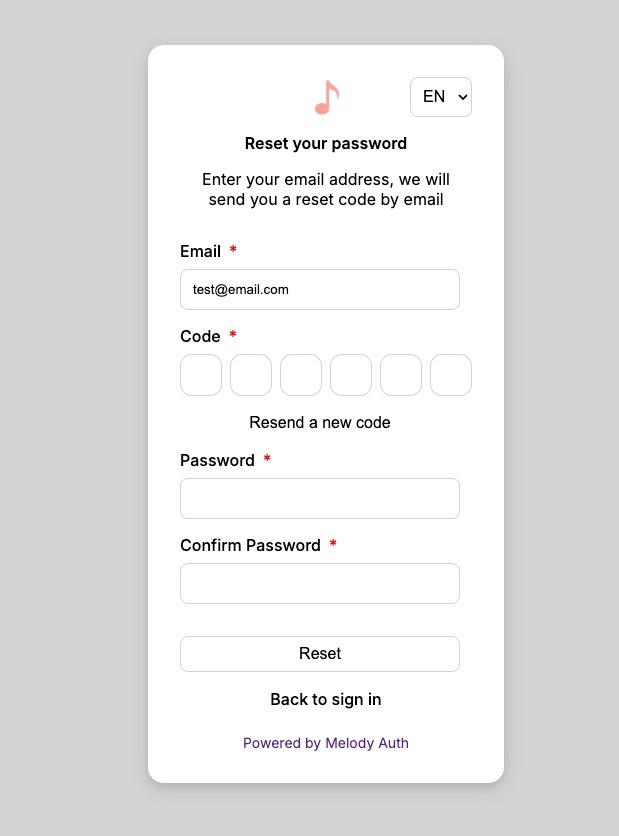 EN
Reset your password
Enter your email address, we will
send you a reset code by email
Email *
test@email.com
Code *
Resend a new code
Password *
Confirm Password *
Reset
Back to sign in
Powered by Melody Auth